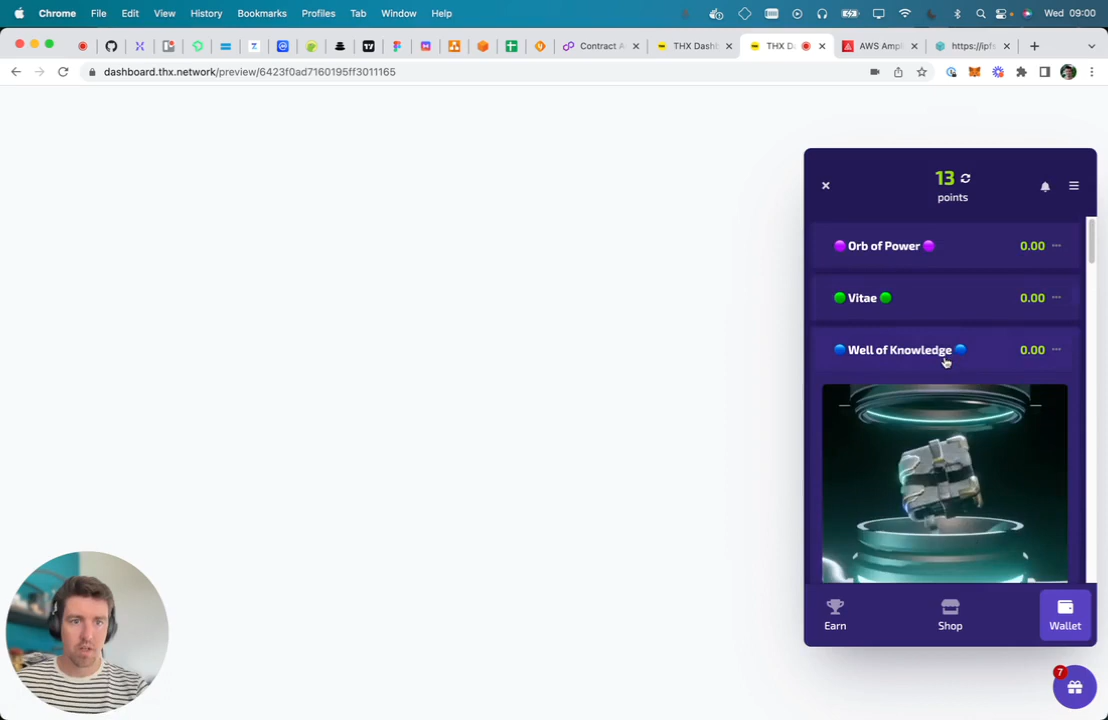 Chrome File Edit View History Bookmarks Profiles Tab Window Help
Wed 09:00
Contract A
THX Dashb
THX D
AWS Ampl
https://ipfs
dashboard.thx.network/preview/6423f0ad7160195ff3011165
13
points
Orb of Power 0.00
Vitae 0.00
Well of Knowledge 0.00
Earn
Shop
Wallet
7